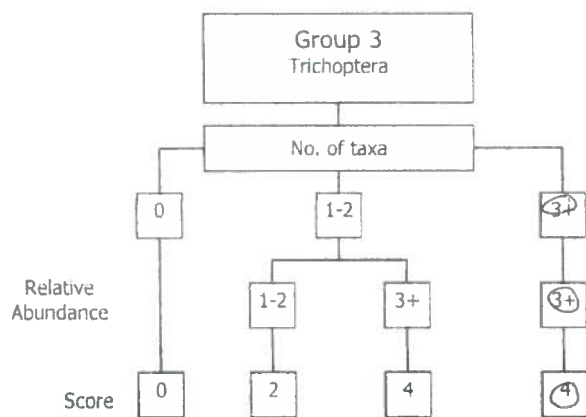 Group 3
Trichoptera
No. of taxa
0 1-2 3+
Relative
Abundance
1-2 3+ 3+
Score
0 2 4 4